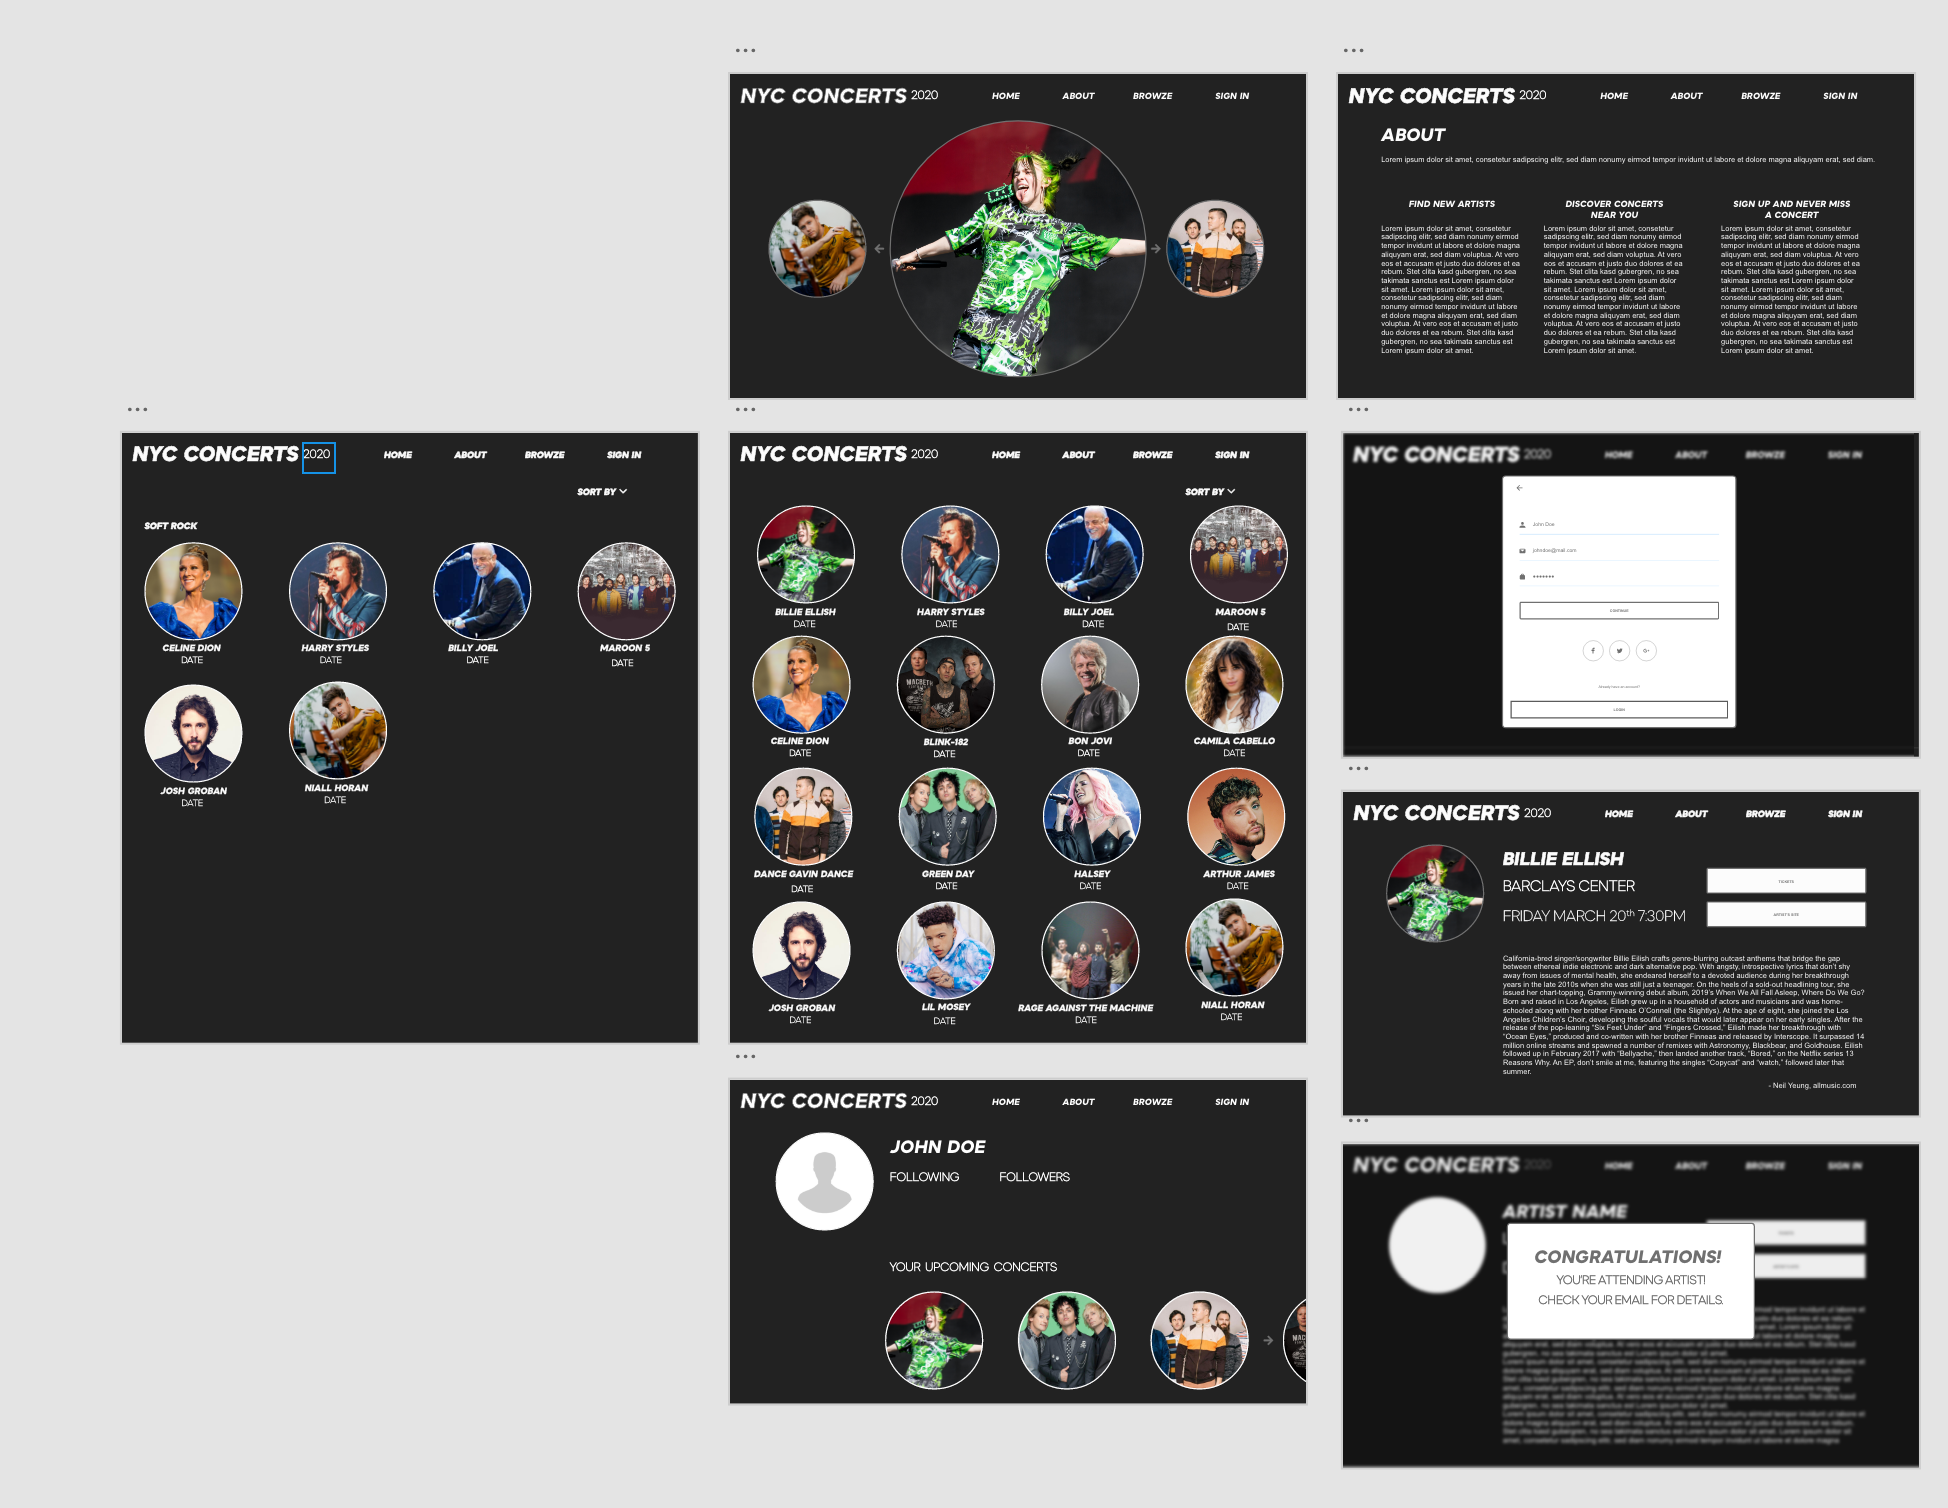 NYC CONCERTS 2020 HOME ABOUT BROWZE SIGN IN
NYC CONCERTS 2020 HOME ABOUT BROWZE SIGN IN
ABOUT
Lorem ipsum dolor sit amet, consetetur sadipscing elitr, sed diam nonumy eirmod tempor invidunt ut labore et dolore magna aliquyam erat, sed diam.
FIND NEW ARTISTS
Lorem ipsum dolor sit amet, consetetur
sadipscing elitr, sed diam nonumy eirmod
tempor invidunt ut labore et dolore magna
aliquyam erat, sed diam voluptua. At vero
eos et accusam et justo duo dolores et ea
rebum. Stet clita kasd gubergren, no sea
takimata sanctus est Lorem ipsum dolor
sit amet. Lorem ipsum dolor sit amet,
consetetur sadipscing elitr, sed diam
nonumy eirmod tempor invidunt ut labore
et dolore magna aliquyam erat, sed diam
voluptua. At vero eos et accusam et justo
duo dolores et ea rebum. Stet clita kasd
gubergren, no sea takimata sanctus est
Lorem ipsum dolor sit amet.
DISCOVER CONCERTS
NEAR YOU
Lorem ipsum dolor sit amet, consetetur
sadipscing elitr, sed diam nonumy eirmod
tempor invidunt ut labore et dolore magna
aliquyam erat, sed diam voluptua. At vero
eos et accusam et justo duo dolores et ea
rebum. Stet clita kasd gubergren, no sea
takimata sanctus est Lorem ipsum dolor
sit amet. Lorem ipsum dolor sit amet,
consetetur sadipscing elitr, sed diam
nonumy eirmod tempor invidunt ut labore
et dolore magna aliquyam erat, sed diam
voluptua. At vero eos et accusam et justo
duo dolores et ea rebum. Stet clita kasd
gubergren, no sea takimata sanctus est
Lorem ipsum dolor sit amet.
SIGN UP AND NEVER MISS
A CONCERT
Lorem ipsum dolor sit amet, consetetur
sadipscing elitr, sed diam nonumy eirmod
tempor invidunt ut labore et dolore magna
aliquyam erat, sed diam voluptua. At vero
eos et accusam et justo duo dolores et ea
rebum. Stet clita kasd gubergren, no sea
takimata sanctus est Lorem ipsum dolor
sit amet. Lorem ipsum dolor sit amet,
consetetur sadipscing elitr, sed diam
nonumy eirmod tempor invidunt ut labore
et dolore magna aliquyam erat, sed diam
voluptua. At vero eos et accusam et justo
duo dolores et ea rebum. Stet clita kasd
gubergren, no sea takimata sanctus est
Lorem ipsum dolor sit amet.
NYC CONCERTS 2020 HOME ABOUT BROWZE SIGN IN
SORT BY
SOFT ROCK
CELINE DION HARRY STYLES BILLY JOEL MAROON 5
DATE DATE DATE DATE
JOSH GROBAN NIALL HORAN
DATE DATE
NYC CONCERTS 2020 HOME ABOUT BROWZE SIGN IN
SORT BY
BILLIE ELLISH HARRY STYLES BILLY JOEL MAROON 5
DATE DATE DATE DATE
MACBETH
CELINE DION BLINK-182 BON JOVI CAMILA CABELLO
DATE DATE DATE DATE
DANCE GAVIN DANCE GREEN DAY HALSEY ARTHUR JAMES
DATE DATE DATE DATE
JOSH GROBAN LIL MOSEY RAGE AGAINST THE MACHINE NIALL HORAN
DATE DATE DATE DATE
NYC CONCERTS 2020 HOME ABOUT BROWZE SIGN IN
John Doe
johndoe@mail.com
*******
CONTINUE
Already have an account?
LOGIN
NYC CONCERTS 2020 HOME ABOUT BROWZE SIGN IN
BILLIE ELLISH
BARCLAYS CENTER
FRIDAY MARCH 20th 7:30PM
TICKETS
ARTIST'S SITE
California-bred singer/songwriter Billie Eilish crafts genre-blurring outcast anthems that bridge the gap
between ethereal indie electronic and dark alternative pop. With angsty, introspective lyrics that don't shy
away from issues of mental health, she endeared herself to a devoted audience during her breakthrough
years in the late 2010s when she was still just a teenager. On the heels of a sold-out headlining tour, she
issued her chart-topping, Grammy-winning debut album, 2019's When We All Fall Asleep, Where Do We Go?
Born and raised in Los Angeles, Eilish grew up in a household of actors and musicians and was home-
schooled along with her brother Finneas O'Connell (the Slightlys). At the age of eight, she joined the Los
Angeles Children's Choir, developing the soulful vocals that would later appear on her early singles. After the
release of the pop-leaning "Six Feet Under" and "Fingers Crossed," Eilish made her breakthrough with
"Ocean Eyes," produced and co-written with her brother Finneas and released by Interscope. It surpassed 14
million online streams and spawned a number of remixes with Astronomyy, Blackbear, and Goldhouse. Eilish
followed up in February 2017 with "Bellyache," then landed another track, "Bored," on the Netflix series 13
Reasons Why. An EP, don't smile at me, featuring the singles "Copycat" and "watch," followed later that
summer.
- Neil Yeung, allmusic.com
NYC CONCERTS 2020 HOME ABOUT BROWZE SIGN IN
JOHN DOE
FOLLOWING FOLLOWERS
YOUR UPCOMING CONCERTS
NYC CONCERTS 2020 HOME ABOUT BROWZE SIGN IN
ARTIST NAME
CONGRATULATIONS!
YOU'RE ATTENDING ARTIST!
CHECK YOUR EMAIL FOR DETAILS.